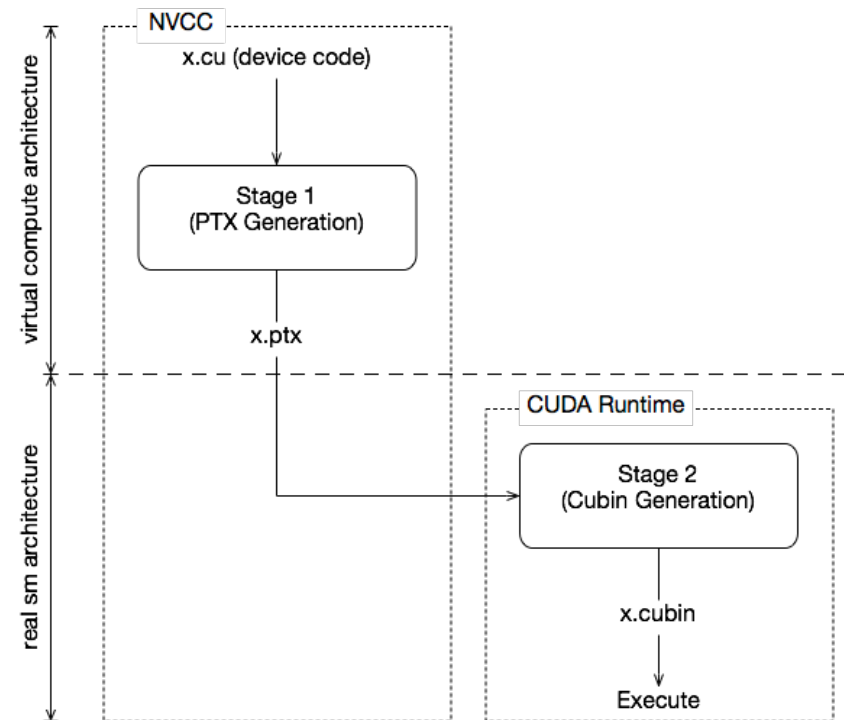 NVCC
x.cu (device code)
virtual compute architecture
Stage 1
(PTX Generation)
x.ptx
real sm architecture
CUDA Runtime
Stage 2
(Cubin Generation)
x.cubin
Execute